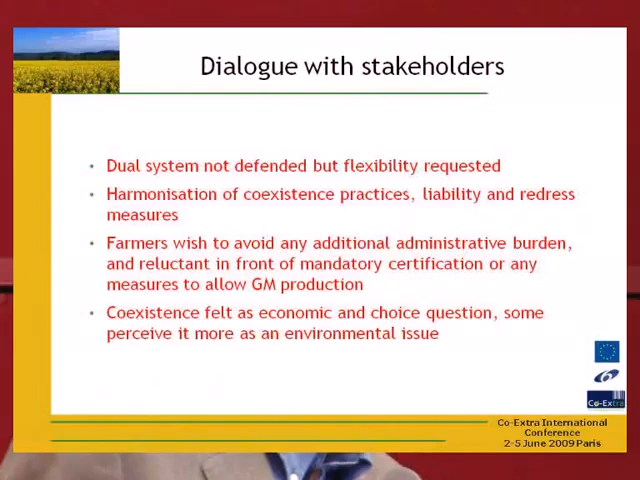 Dialogue with stakeholders
• Dual system not defended but flexibility requested
• Harmonisation of coexistence practices, liability and redress
measures
• Farmers wish to avoid any additional administrative burden,
and reluctant in front of mandatory certification or any
measures to allow GM production
• Coexistence felt as economic and choice question, some
perceive it more as an environmental issue
6
Co-Extra
Co-Extra International
Conference
2-5 June 2009 Paris